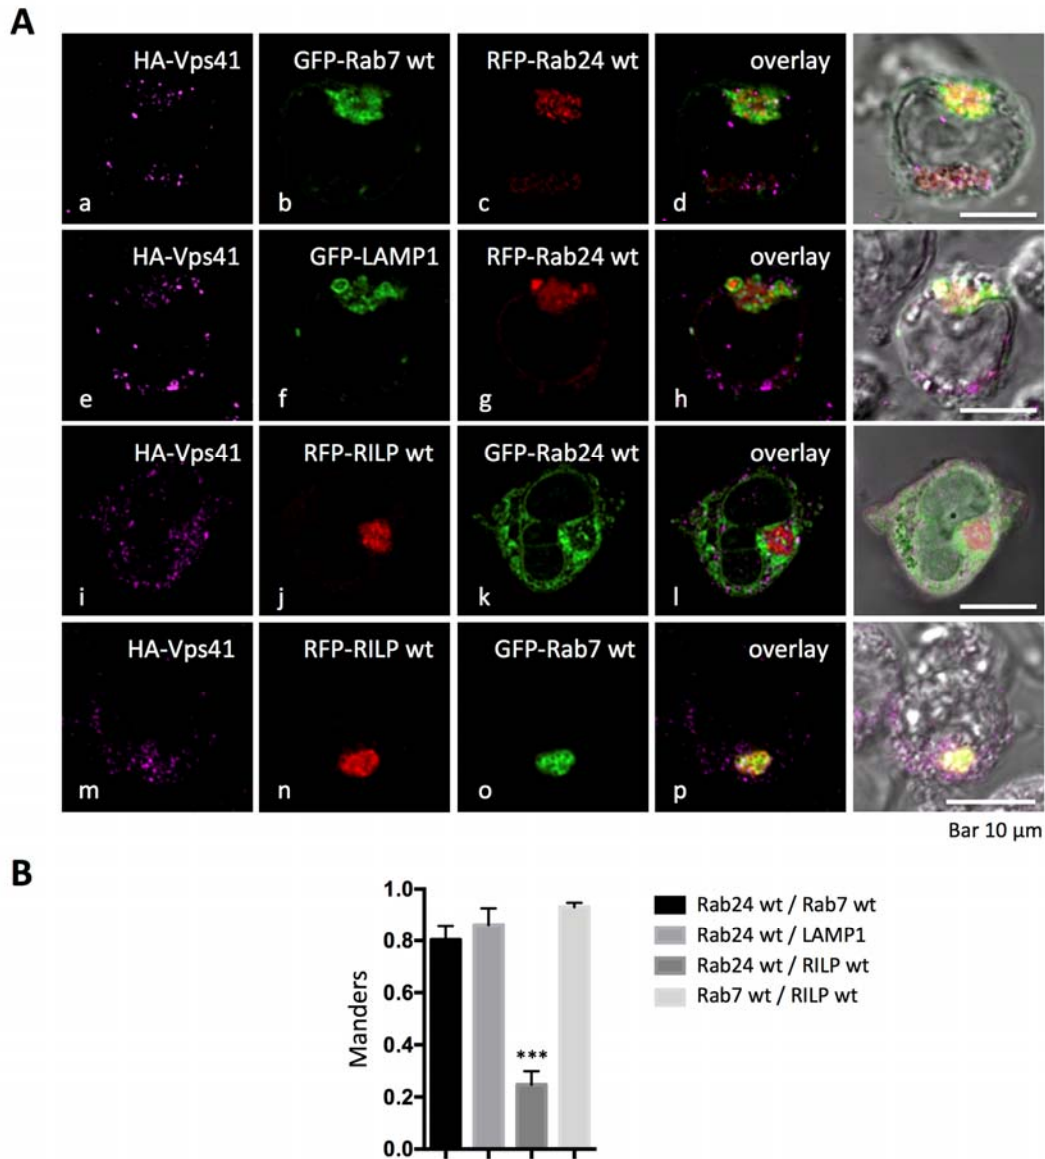 A
HA-Vps41 GFP-Rab7 wt RFP-Rab24 wt overlay
a b c d
HA-Vps41 GFP-LAMP1 RFP-Rab24 wt overlay
e f g h
HA-Vps41 RFP-RILP wt GFP-Rab24 wt overlay
i j k l
HA-Vps41 RFP-RILP wt GFP-Rab7 wt overlay
m n o p
Bar 10 μm
B
Manders
1.0
0.8
0.6
0.4
0.2
0.0
***
Rab24 wt / Rab7 wt
Rab24 wt / LAMP1
Rab24 wt / RILP wt
Rab7 wt / RILP wt